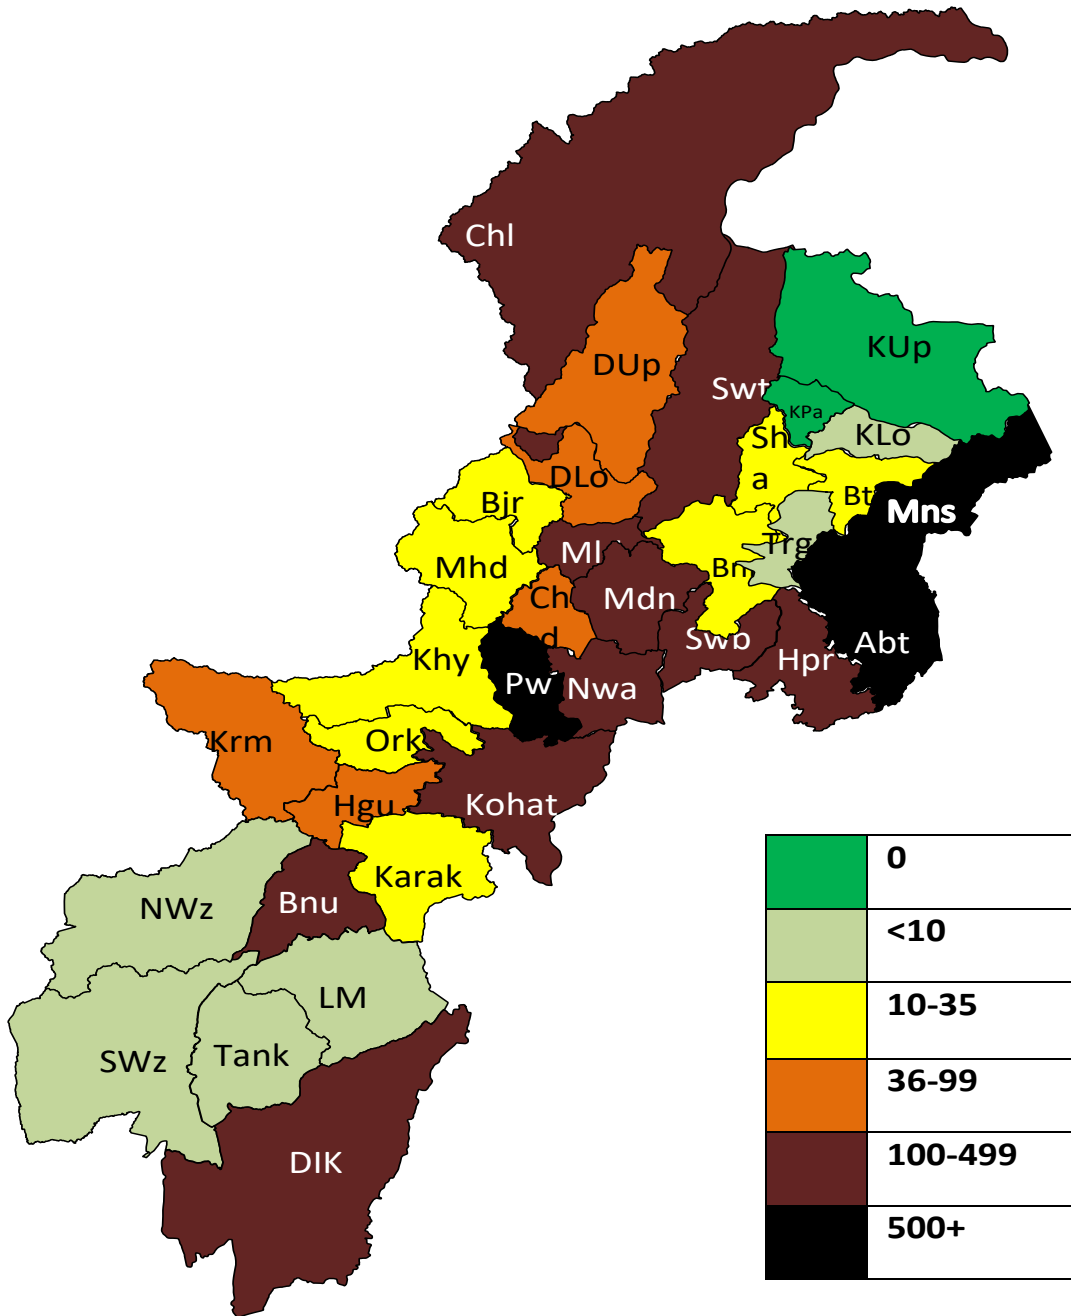 Chl
KUp
DUp
Swt
KPa
KLo
Sh
a
DLo
Bjr
Bt
Mns
Ml
Trg
Mhd
Bn
Ch
d
Mdn
Swb
Abt
Khy
Hpr
Pw
Nwa
Krm
Ork
Hgu
Kohat
Karak
NWz
Bnu
LM
SWz
Tank
DIK
0
<10
10-35
36-99
100-499
500+